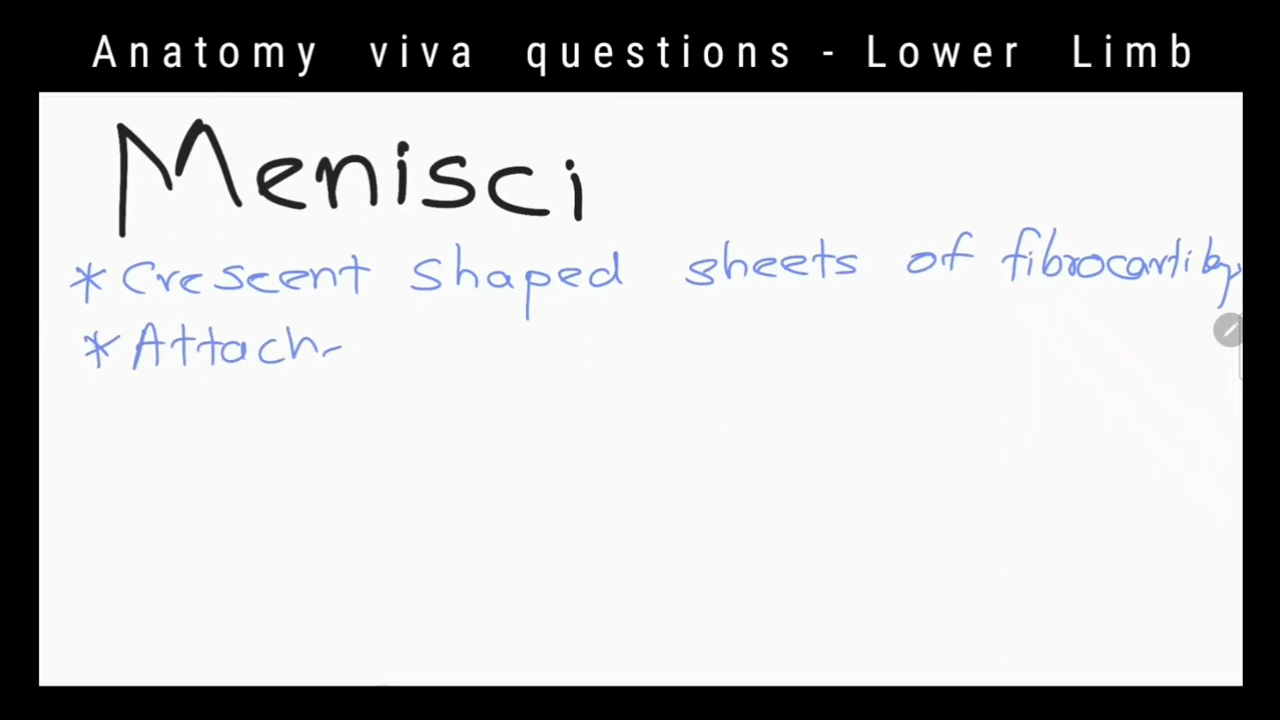 Anatomy viva questions - Lower Limb
Menisci
* Crescent shaped sheets of
* Attach